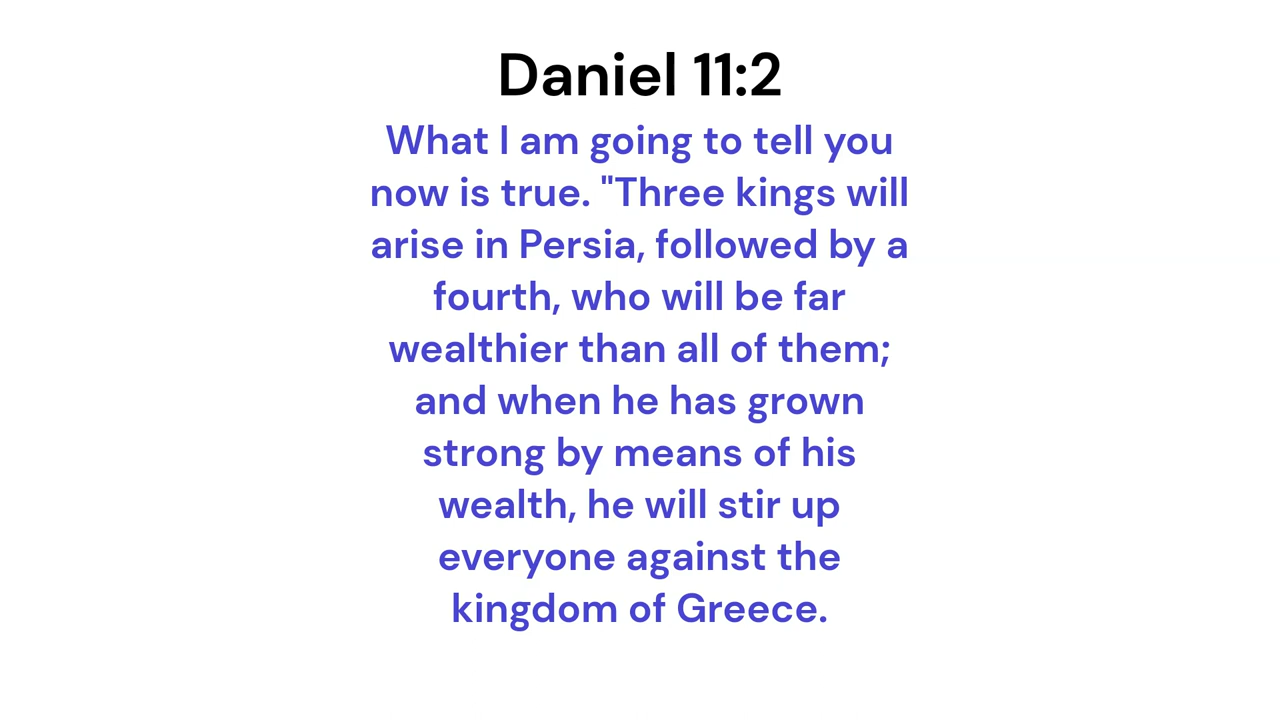 Daniel 11:2
What I am going to tell you
now is true. "Three kings will
arise in Persia, followed by a
fourth, who will be far
wealthier than all of them;
and when he has grown
strong by means of his
wealth, he will stir up
everyone against the
kingdom of Greece.